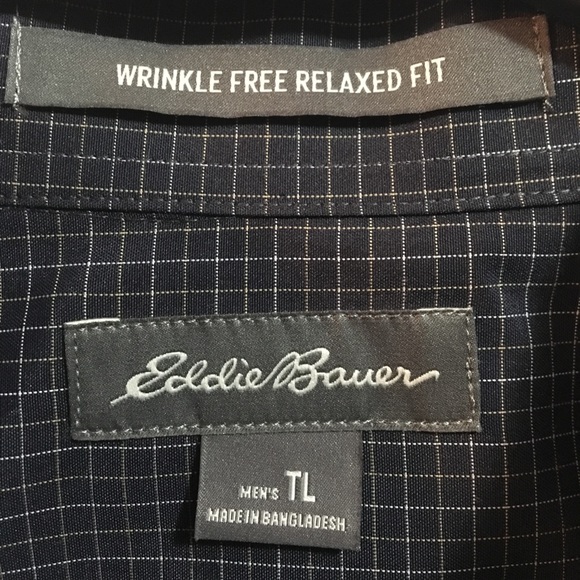 WRINKLE FREE RELAXED FIT
Eddie Bauer
MEN'S TL
MADE IN BANGLADESH